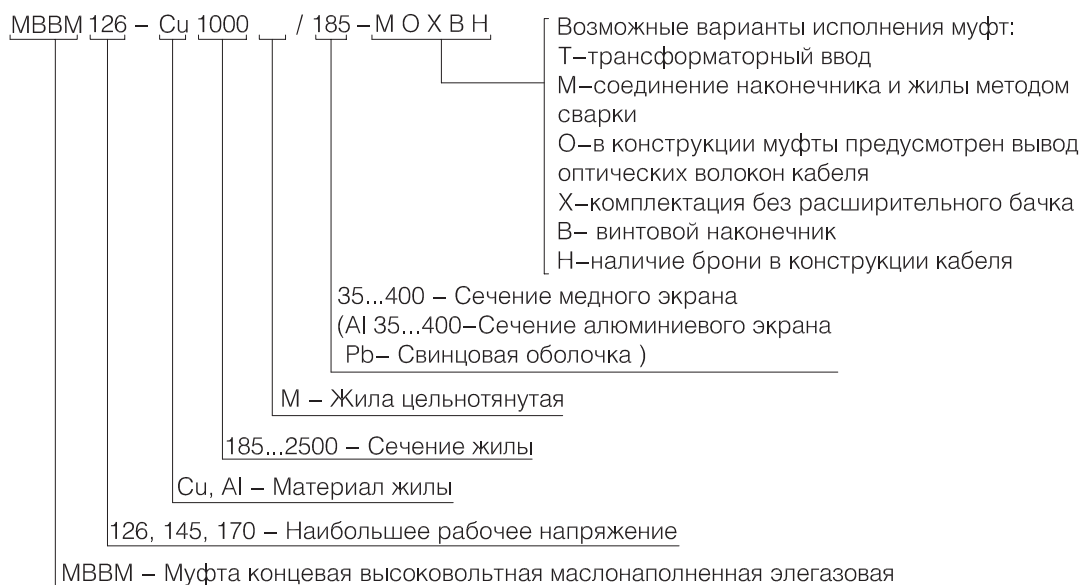 МВВМ 126 – Cu 1000 / 185 – М О Х В Н
Возможные варианты исполнения муфт:
Т–трансформаторный ввод
М–соединение наконечника и жилы методом
сварки
О–в конструкции муфты предусмотрен вывод
оптических волокон кабеля
Х–комплектация без расширительного бачка
В– винтовой наконечник
Н–наличие брони в конструкции кабеля
35...400 – Сечение медного экрана
(Al 35...400–Сечение алюминиевого экрана
Pb– Свинцовая оболочка )
М – Жила цельнотянутая
185...2500 – Сечение жилы
Cu, Al – Материал жилы
126, 145, 170 – Наибольшее рабочее напряжение
МВВМ – Муфта концевая высоковольтная маслонаполненная элегазовая